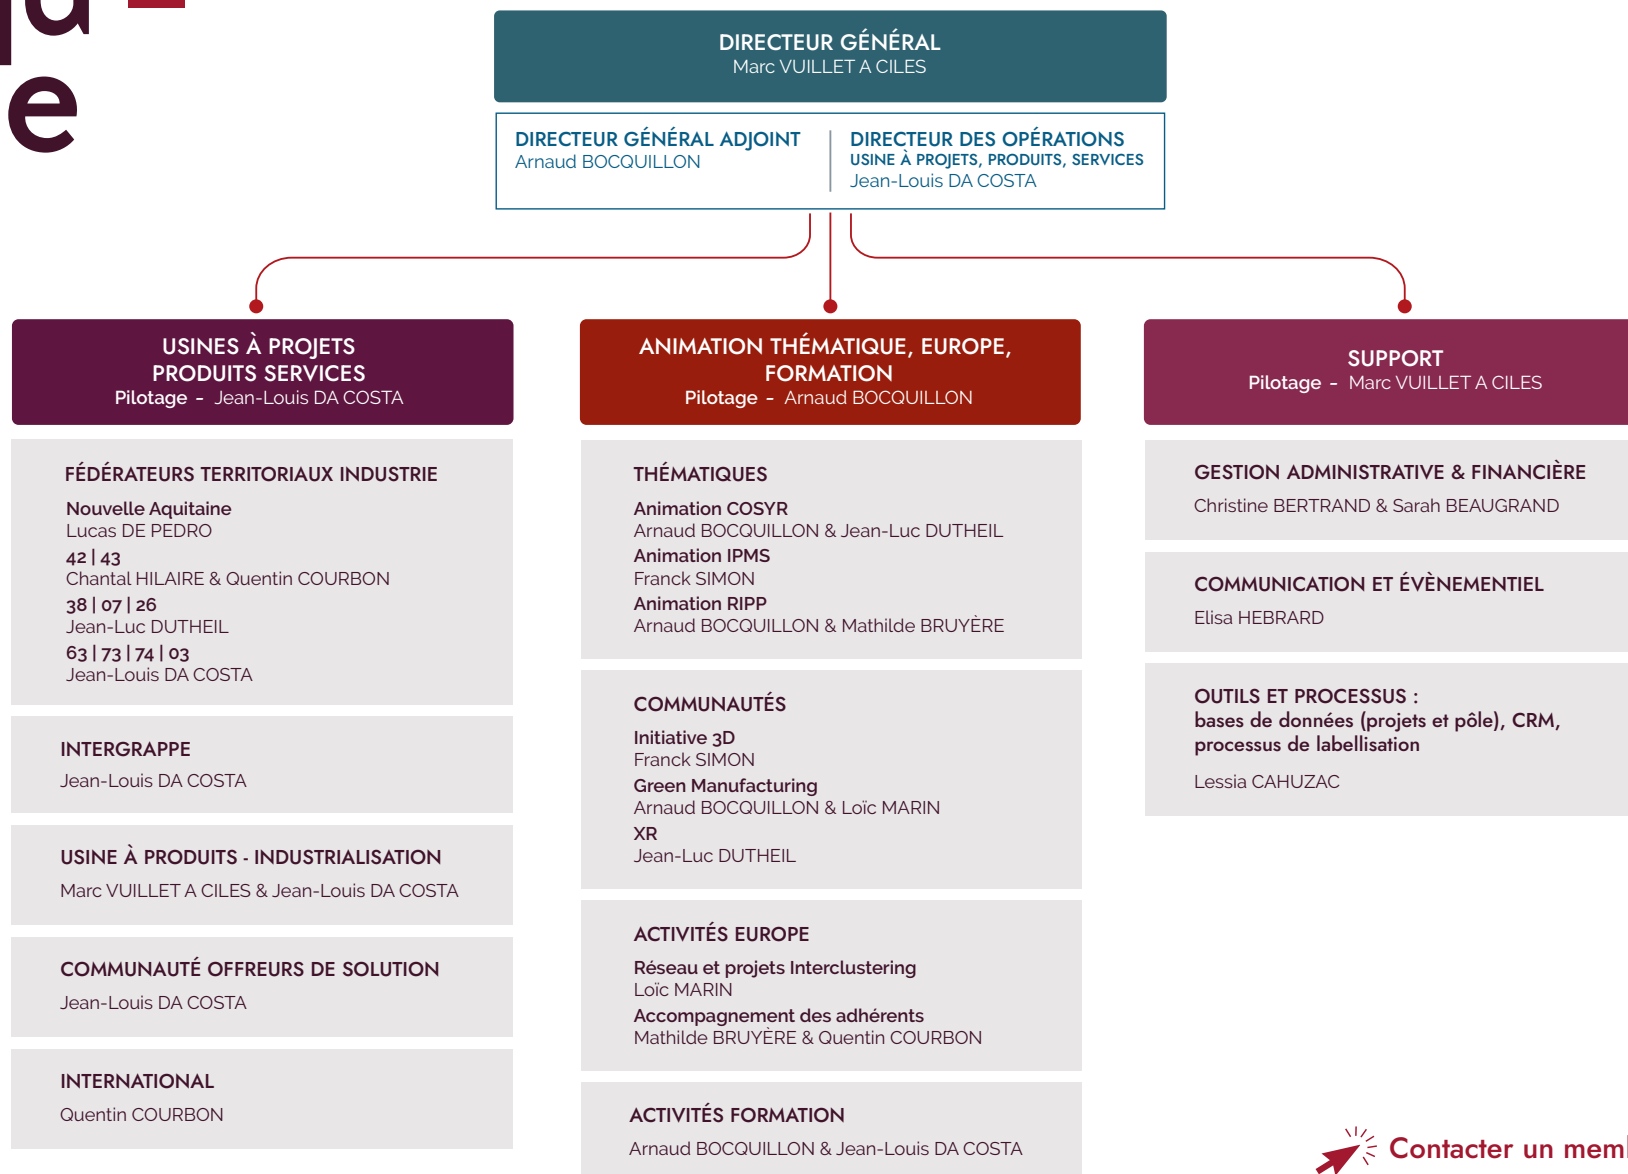 DIRECTEUR GÉNÉRAL
Marc VUILLET A CILES
DIRECTEUR GÉNÉRAL ADJOINT
Arnaud BOCQUILLON
DIRECTEUR DES OPÉRATIONS
USINE À PROJETS, PRODUITS, SERVICES
Jean-Louis DA COSTA
USINES À PROJETS
PRODUITS SERVICES
Pilotage - Jean-Louis DA COSTA
FÉDÉRATEURS TERRITORIAUX INDUSTRIE
Nouvelle Aquitaine
Lucas DE PEDRO
42 | 43
Chantal HILAIRE & Quentin COURBON
38 | 07 | 26
Jean-Luc DUTHEIL
63 | 73 | 74 | 03
Jean-Louis DA COSTA
INTERGRAPPE
Jean-Louis DA COSTA
USINE À PRODUITS - INDUSTRIALISATION
Marc VUILLET A CILES & Jean-Louis DA COSTA
COMMUNAUTÉ OFFREURS DE SOLUTION
Jean-Louis DA COSTA
INTERNATIONAL
Quentin COURBON
ANIMATION THÉMATIQUE, EUROPE,
FORMATION
Pilotage - Arnaud BOCQUILLON
THÉMATIQUES
Animation COSYR
Arnaud BOCQUILLON & Jean-Luc DUTHEIL
Animation IPMS
Franck SIMON
Animation RIPP
Arnaud BOCQUILLON & Mathilde BRUYÈRE
COMMUNAUTÉS
Initiative 3D
Franck SIMON
Green Manufacturing
Arnaud BOCQUILLON & Loïc MARIN
XR
Jean-Luc DUTHEIL
ACTIVITÉS EUROPE
Réseau et projets Interclustering
Loïc MARIN
Accompagnement des adhérents
Mathilde BRUYÈRE & Quentin COURBON
ACTIVITÉS FORMATION
Arnaud BOCQUILLON & Jean-Louis DA COSTA
SUPPORT
Pilotage - Marc VUILLET A CILES
GESTION ADMINISTRATIVE & FINANCIÈRE
Christine BERTRAND & Sarah BEAUGRAND
COMMUNICATION ET ÉVÈNEMENTIEL
Elisa HEBRARD
OUTILS ET PROCESSUS :
bases de données (projets et pôle), CRM,
processus de labellisation
Lessia CAHUZAC
Contacter un